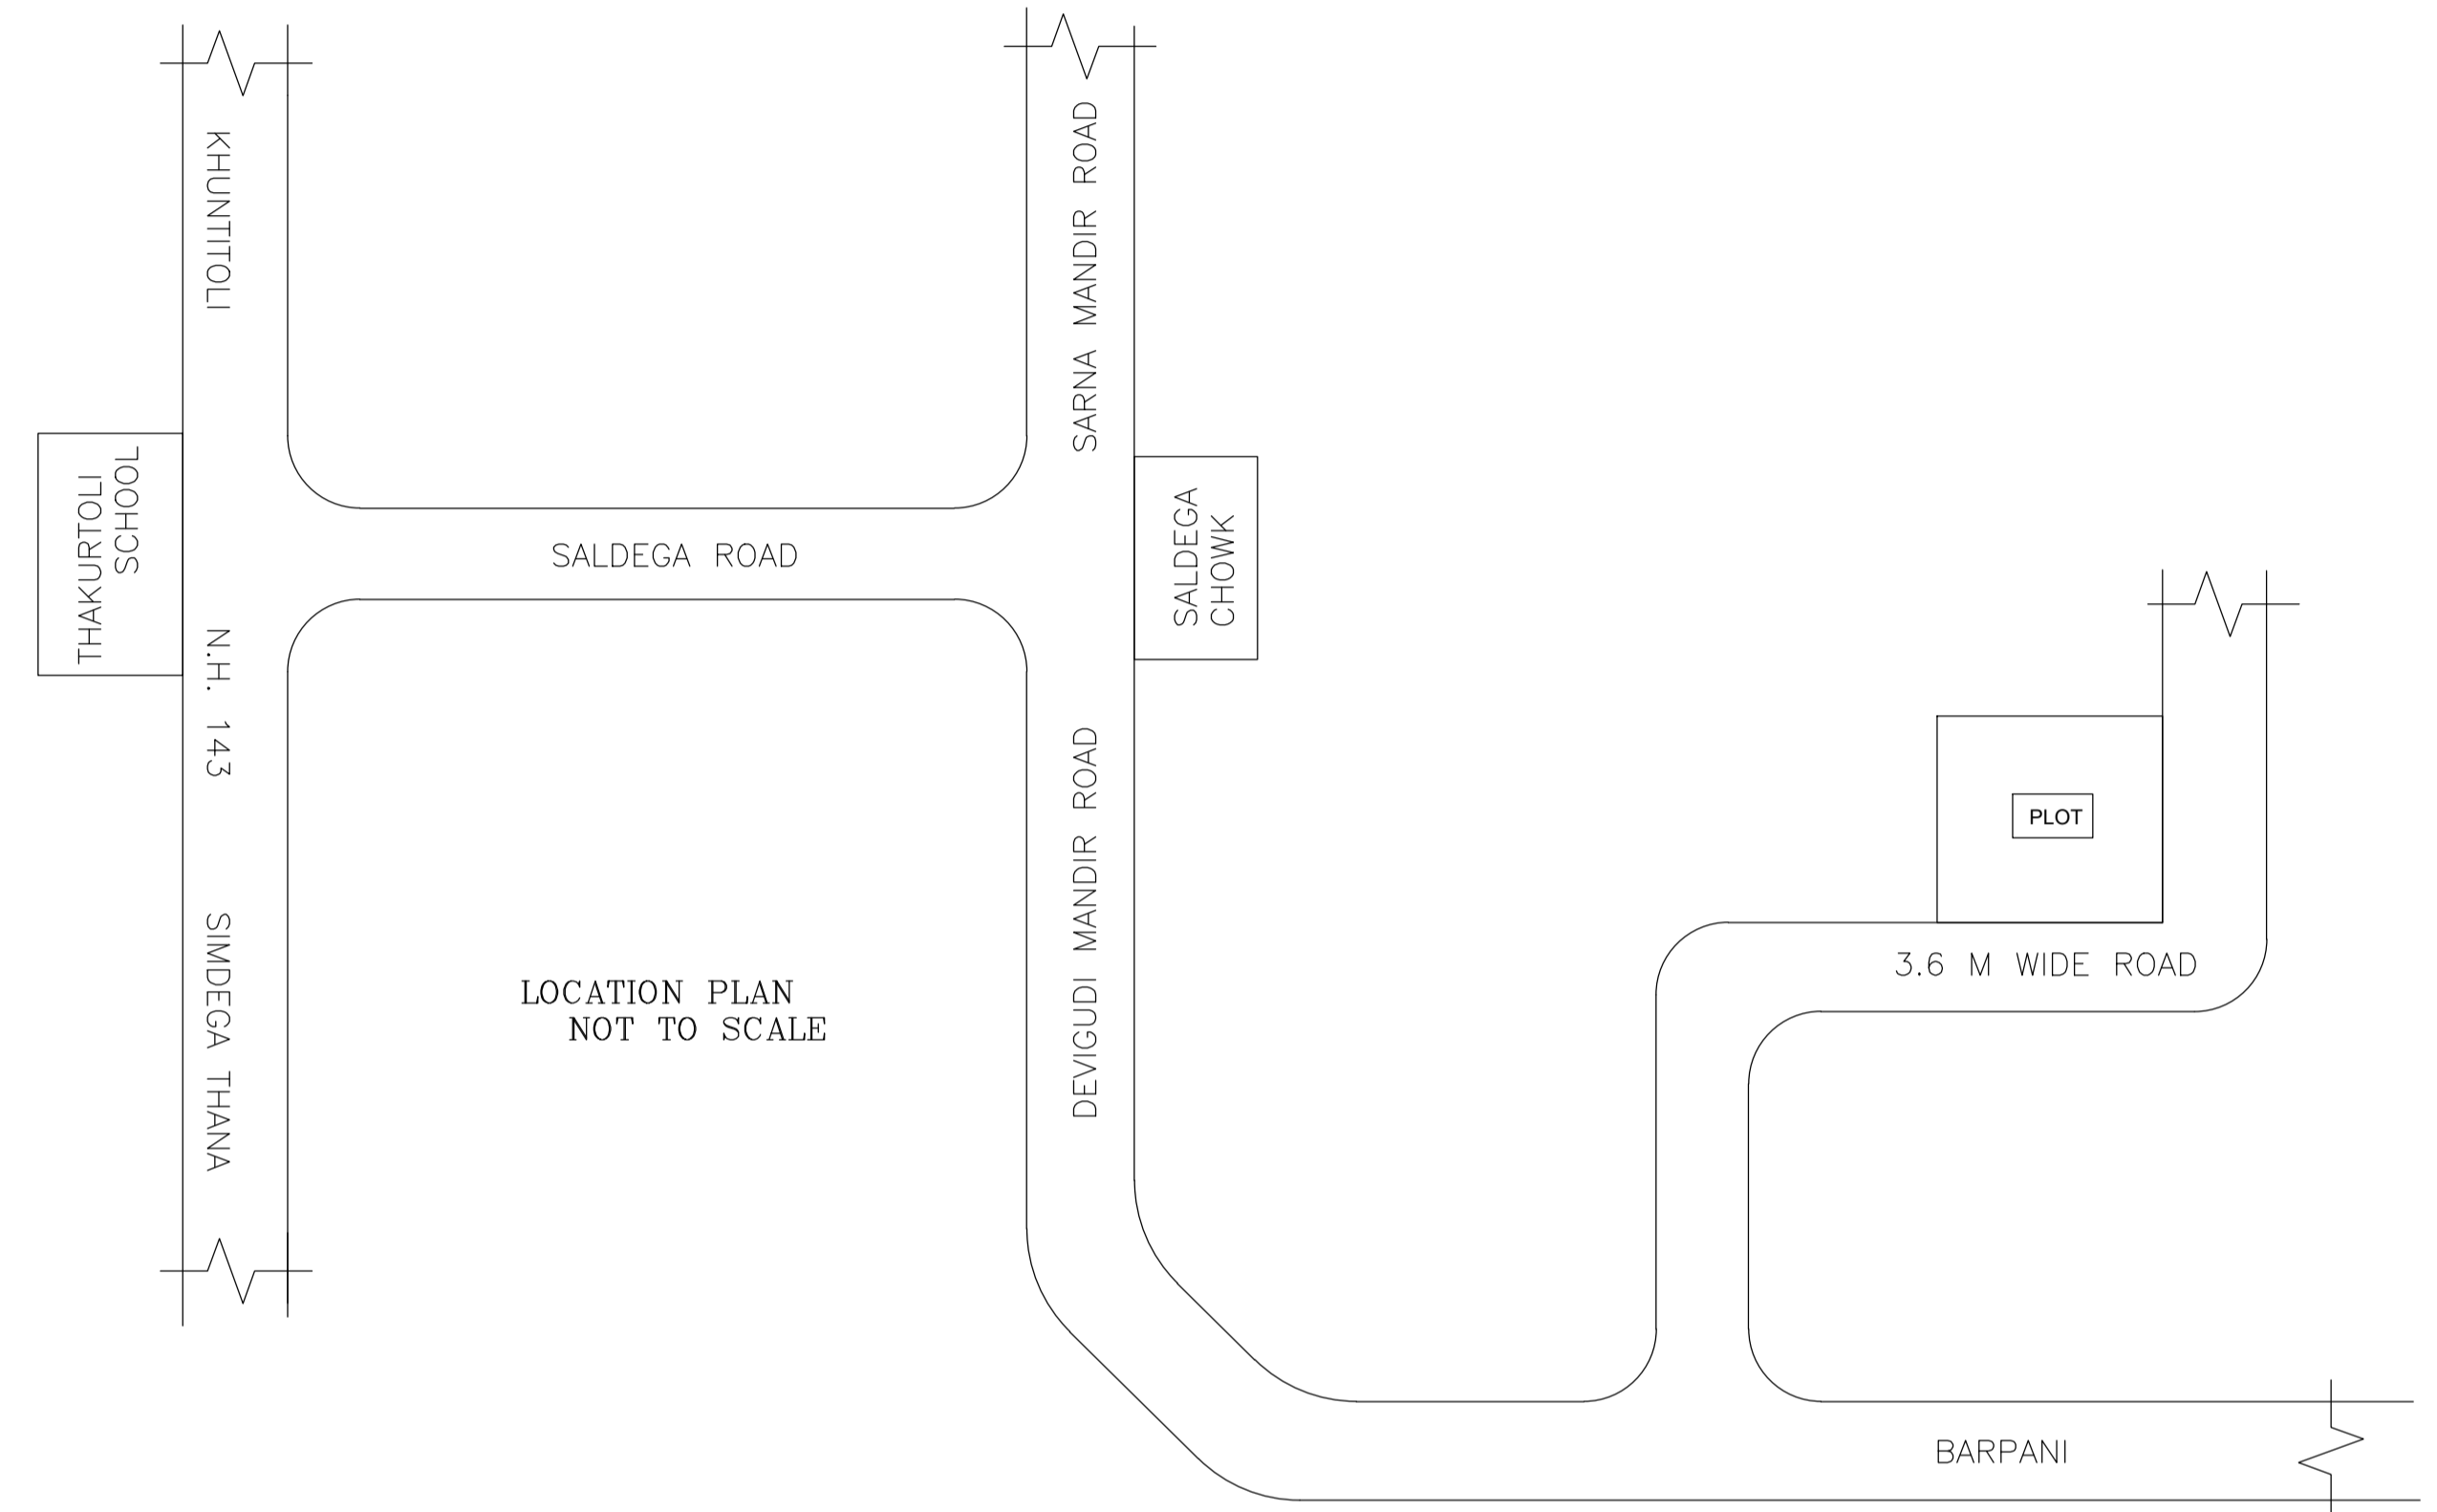 KHUNTITOLI
N.H. 143
SIMDEGA THANA
THAKURTOLI
SCHOOL
SALDEGA ROAD
SARNA MANDIR ROAD
SALDEGA
CHOWK
DEVIGUDI MANDIR ROAD
LOCATION PLAN
NOT TO SCALE
PLOT
3.6 M WIDE ROAD
BARPANI